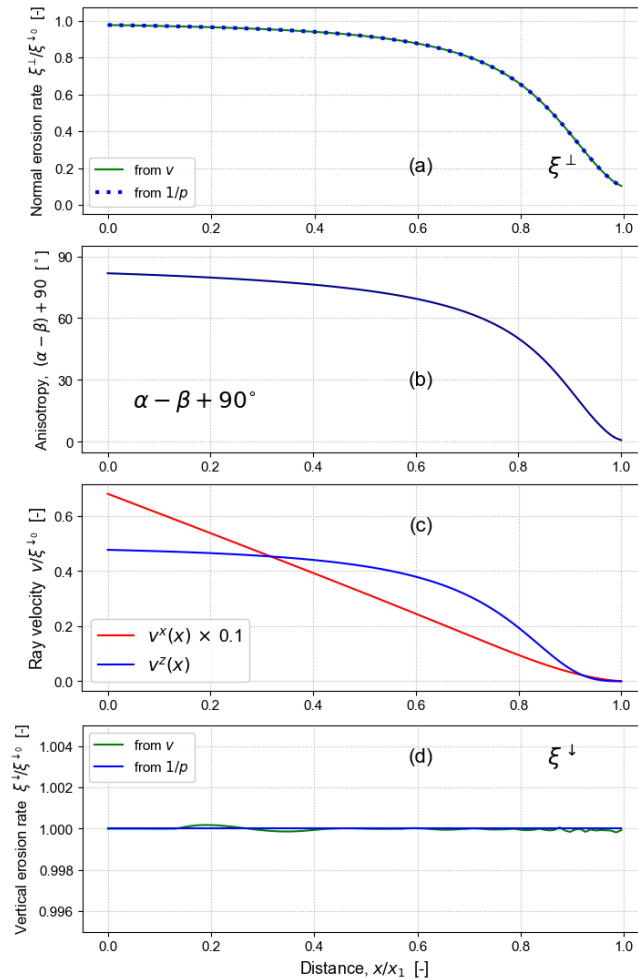 Normal erosion rate ξ⊥/ξ↓0 [-]
1.0
0.8
0.6
0.4
0.2
0.0
from v
from 1/p
(a)
ξ⊥
0.0 0.2 0.4 0.6 0.8 1.0
Anisotropy, (α − β) + 90 [°]
90
60
30
0
(b)
α − β + 90°
0.0 0.2 0.4 0.6 0.8 1.0
Ray velocity v/ξ↓0 [-]
0.6
0.4
0.2
0.0
(c)
vˣ(x) × 0.1
vᶻ(x)
0.0 0.2 0.4 0.6 0.8 1.0
Vertical erosion rate ξ↓/ξ↓0 [-]
1.004
1.002
1.000
0.998
0.996
from v
from 1/p
(d)
ξ↓
0.0 0.2 0.4 0.6 0.8 1.0
Distance, x/x₁ [-]